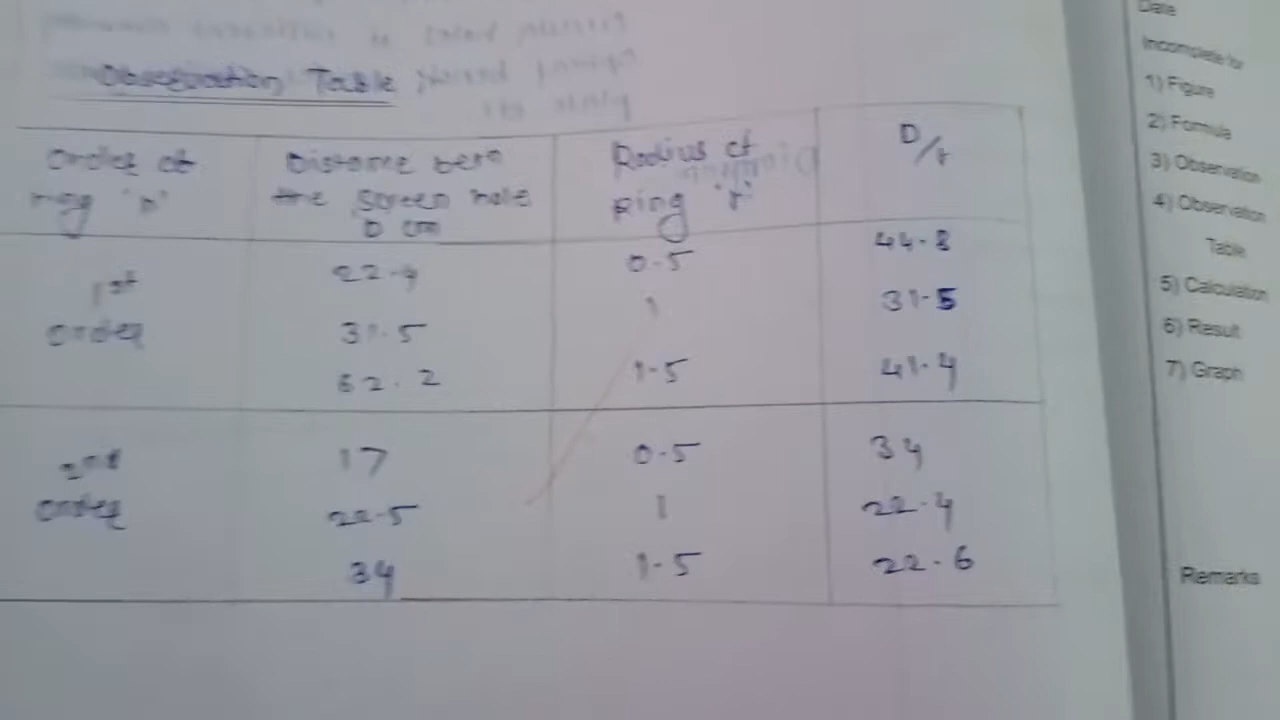 Observation Table
Order of ring 'n'
Distance betn the screen hole D cm
Radius of Ring 'r'
D/r
1st order
22.4 0.5 44.8
31.5 1 31.5
62.2 1.5 41.4
2nd order
17 0.5 34
22.5 1 22.4
34 1.5 22.6
Date
Incomplete for
1) Figure
2) Formula
3) Observation
4) Observation
Table
5) Calculation
6) Result
7) Graph
Remarks